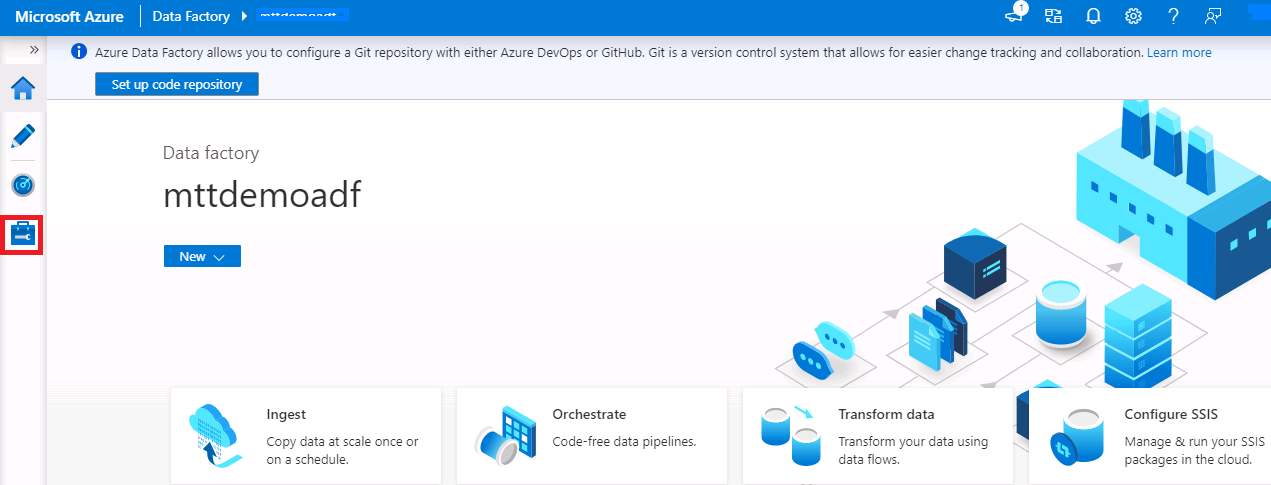 Microsoft Azure
Data Factory
1
Azure Data Factory allows you to configure a Git repository with either Azure DevOps or GitHub. Git is a version control system that allows for easier change tracking and collaboration. Learn more
Set up code repository
Data factory
mttdemoadf
New
Ingest
Copy data at scale once or
on a schedule.
Orchestrate
Code-free data pipelines.
Transform data
Transform your data using
data flows.
Configure SSIS
Manage & run your SSIS
packages in the cloud.